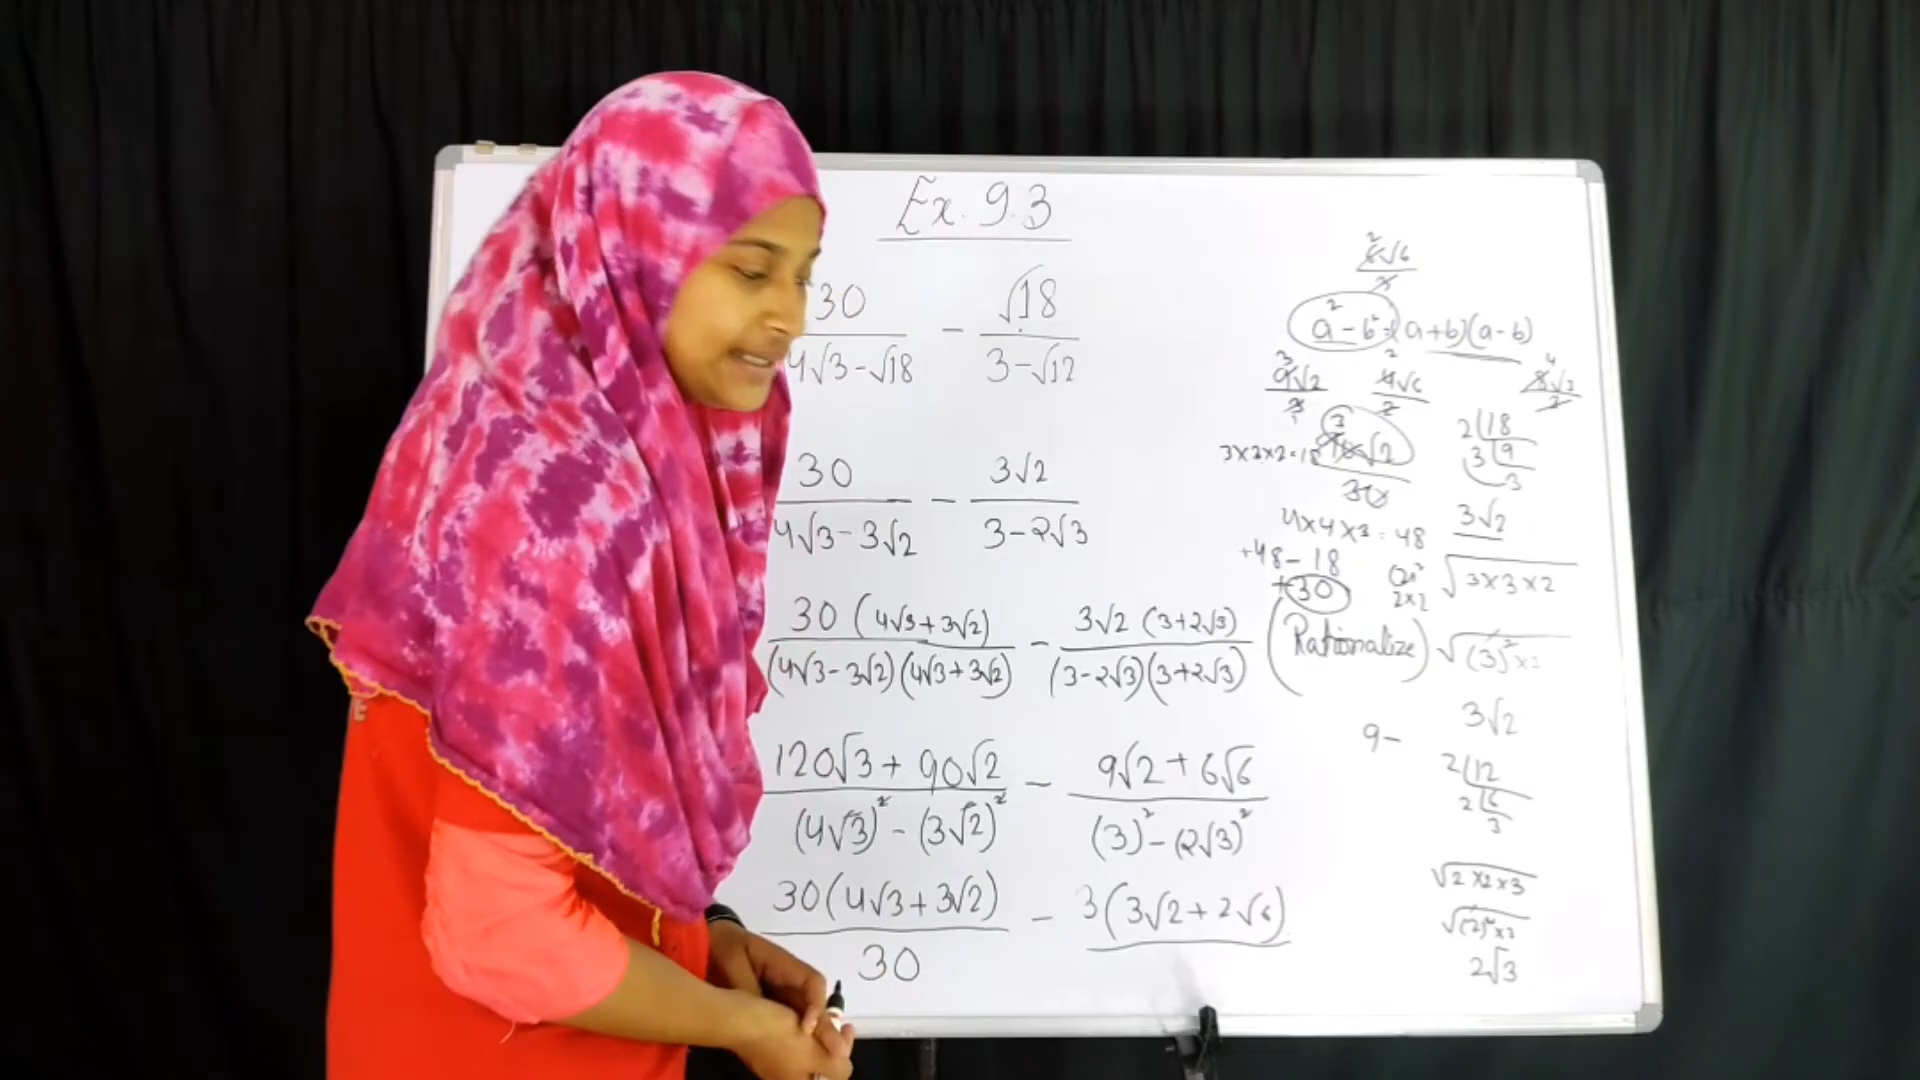 Ex. 9.3
30/(4√3-√18) - √18/(3-√12)
30/(4√3-3√2) - 3√2/(3-2√3)
30(4√3+3√2)/((4√3-3√2)(4√3+3√2)) - 3√2(3+2√3)/((3-2√3)(3+2√3))
(120√3+90√2)/((4√3)²-(3√2)²) - (9√2+6√6)/((3)²-(2√3)²)
30(4√3+3√2)/30 - 3(3√2+2√6)
a²-b²=(a+b)(a-b)
4×4×3=48
+48-18
+30
2×2
(Rationalize)
9-
2|18
3|9
3
3√2
√3×3×2
3√2
2|12
2|6
3
√2×2×3
2√3
E